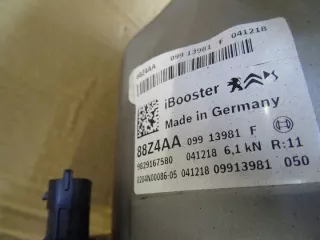 88Z4AA 099 13981 F 041218
iBooster
Made in Germany
88Z4AA 099 13981 F
9829167580 041218 6,1 kN R:11
0204N00086-05 041218 09913981 050